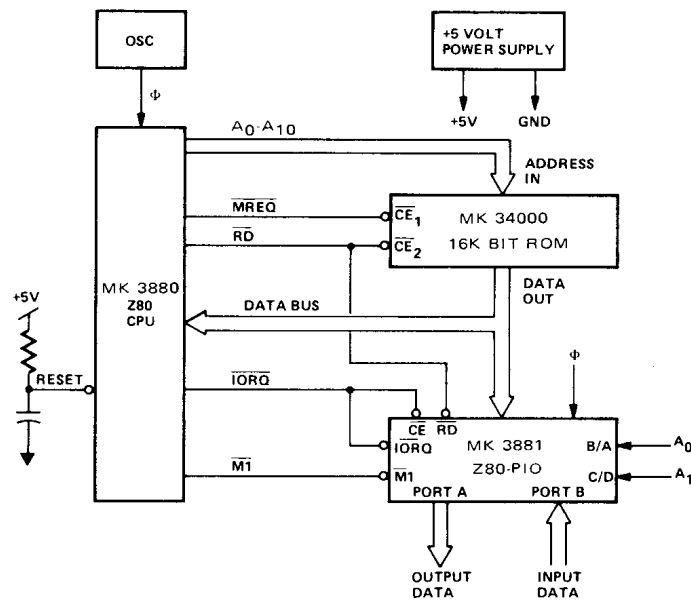 OSC
+5 VOLT
POWER SUPPLY
Φ
+5V
GND
A0-A10
ADDRESS
IN
MREQ
CE1
MK 34000
RD
CE2
16K BIT ROM
MK 3880
Z80
CPU
DATA BUS
DATA
OUT
+5V
RESET
IORQ
Φ
CE
RD
IORQ
MK 3881
B/A
A0
M1
M1
Z80-PIO
C/D
A1
PORT A
PORT B
OUTPUT
DATA
INPUT
DATA